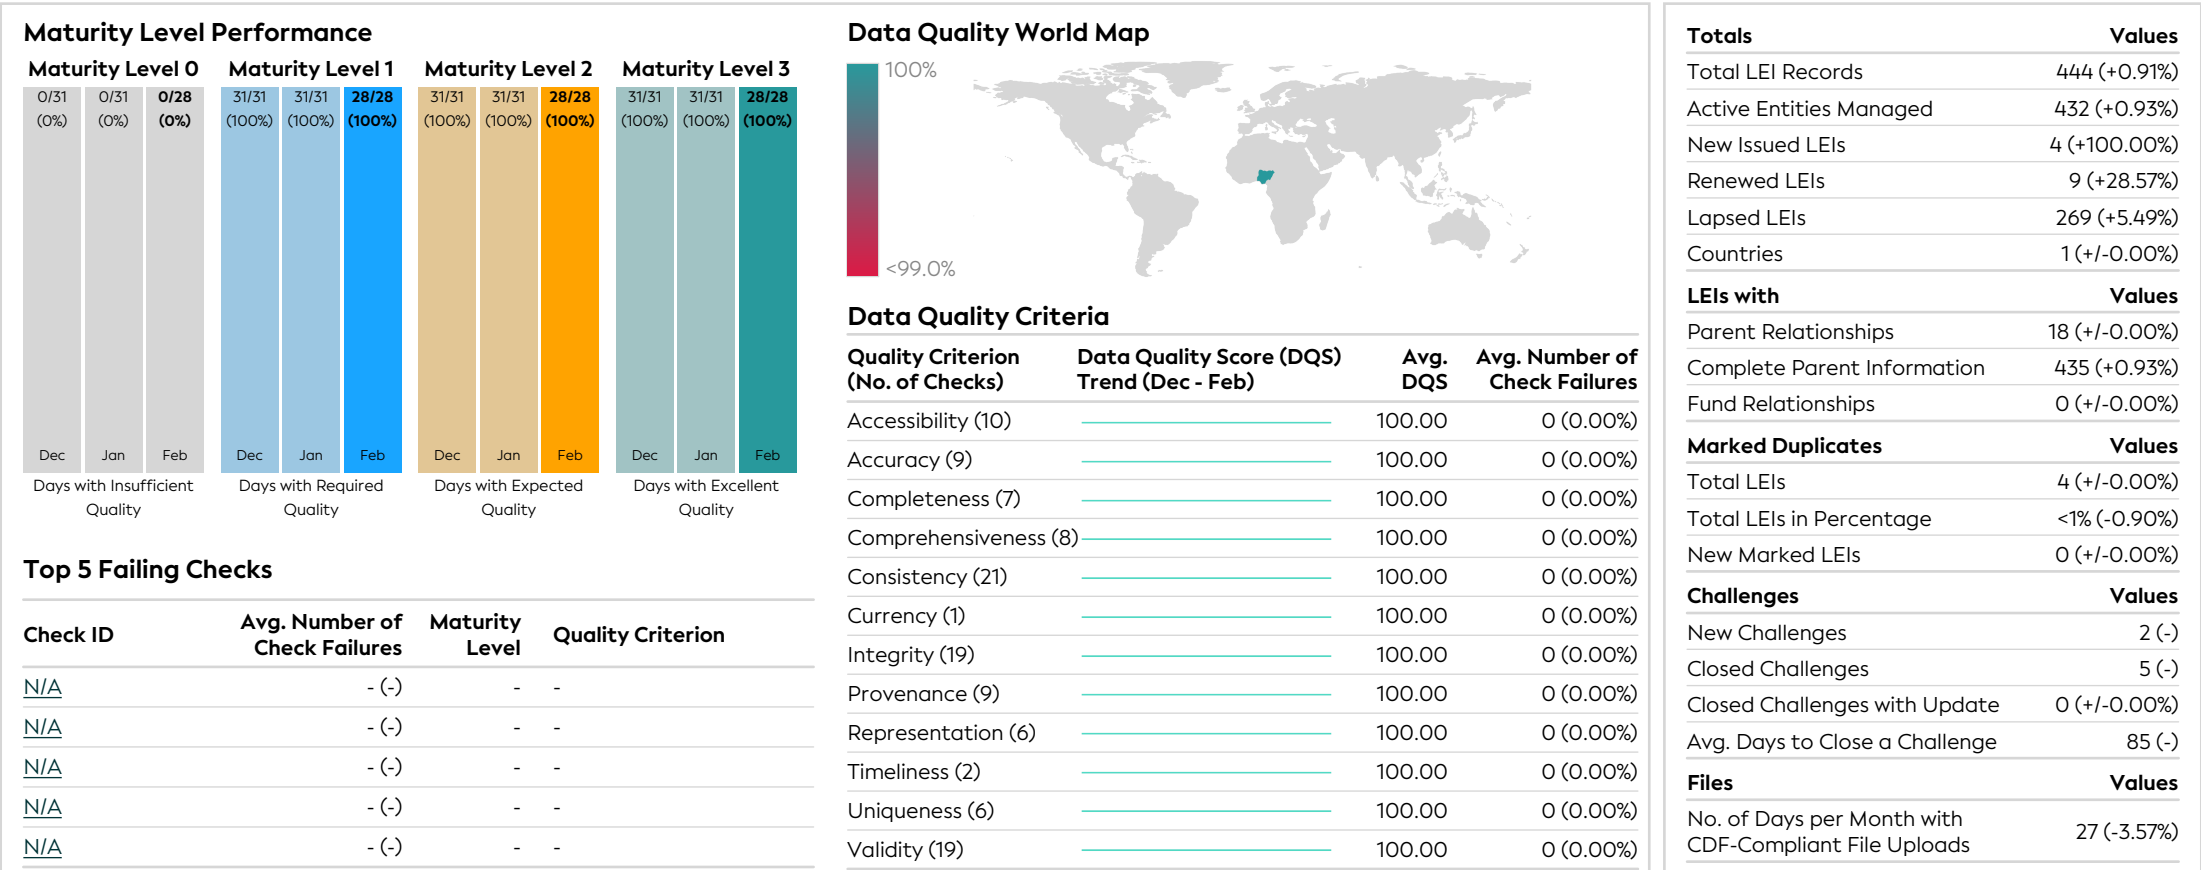 Maturity Level Performance
Maturity Level 0 Maturity Level 1 Maturity Level 2 Maturity Level 3
0/31 0/31 0/28 31/31 31/31 28/28 31/31 31/31 28/28 31/31 31/31 28/28
(0%) (0%) (0%) (100%) (100%) (100%) (100%) (100%) (100%) (100%) (100%) (100%)
Dec Jan Feb Dec Jan Feb Dec Jan Feb Dec Jan Feb
Days with Insufficient Days with Required Days with Expected Days with Excellent
Quality Quality Quality Quality
Top 5 Failing Checks
Check ID Avg. Number of Check Failures Maturity Level Quality Criterion
N/A - (-) - -
N/A - (-) - -
N/A - (-) - -
N/A - (-) - -
N/A - (-) - -
Data Quality World Map
100%
<99.0%
Data Quality Criteria
Quality Criterion Data Quality Score (DQS) Avg. Avg. Number of
(No. of Checks) Trend (Dec - Feb) DQS Check Failures
Accessibility (10) 100.00 0 (0.00%)
Accuracy (9) 100.00 0 (0.00%)
Completeness (7) 100.00 0 (0.00%)
Comprehensiveness (8) 100.00 0 (0.00%)
Consistency (21) 100.00 0 (0.00%)
Currency (1) 100.00 0 (0.00%)
Integrity (19) 100.00 0 (0.00%)
Provenance (9) 100.00 0 (0.00%)
Representation (6) 100.00 0 (0.00%)
Timeliness (2) 100.00 0 (0.00%)
Uniqueness (6) 100.00 0 (0.00%)
Validity (19) 100.00 0 (0.00%)
Totals Values
Total LEI Records 444 (+0.91%)
Active Entities Managed 432 (+0.93%)
New Issued LEIs 4 (+100.00%)
Renewed LEIs 9 (+28.57%)
Lapsed LEIs 269 (+5.49%)
Countries 1 (+/-0.00%)
LEIs with Values
Parent Relationships 18 (+/-0.00%)
Complete Parent Information 435 (+0.93%)
Fund Relationships 0 (+/-0.00%)
Marked Duplicates Values
Total LEIs 4 (+/-0.00%)
Total LEIs in Percentage <1% (-0.90%)
New Marked LEIs 0 (+/-0.00%)
Challenges Values
New Challenges 2 (-)
Closed Challenges 5 (-)
Closed Challenges with Update 0 (+/-0.00%)
Avg. Days to Close a Challenge 85 (-)
Files Values
No. of Days per Month with
CDF-Compliant File Uploads 27 (-3.57%)